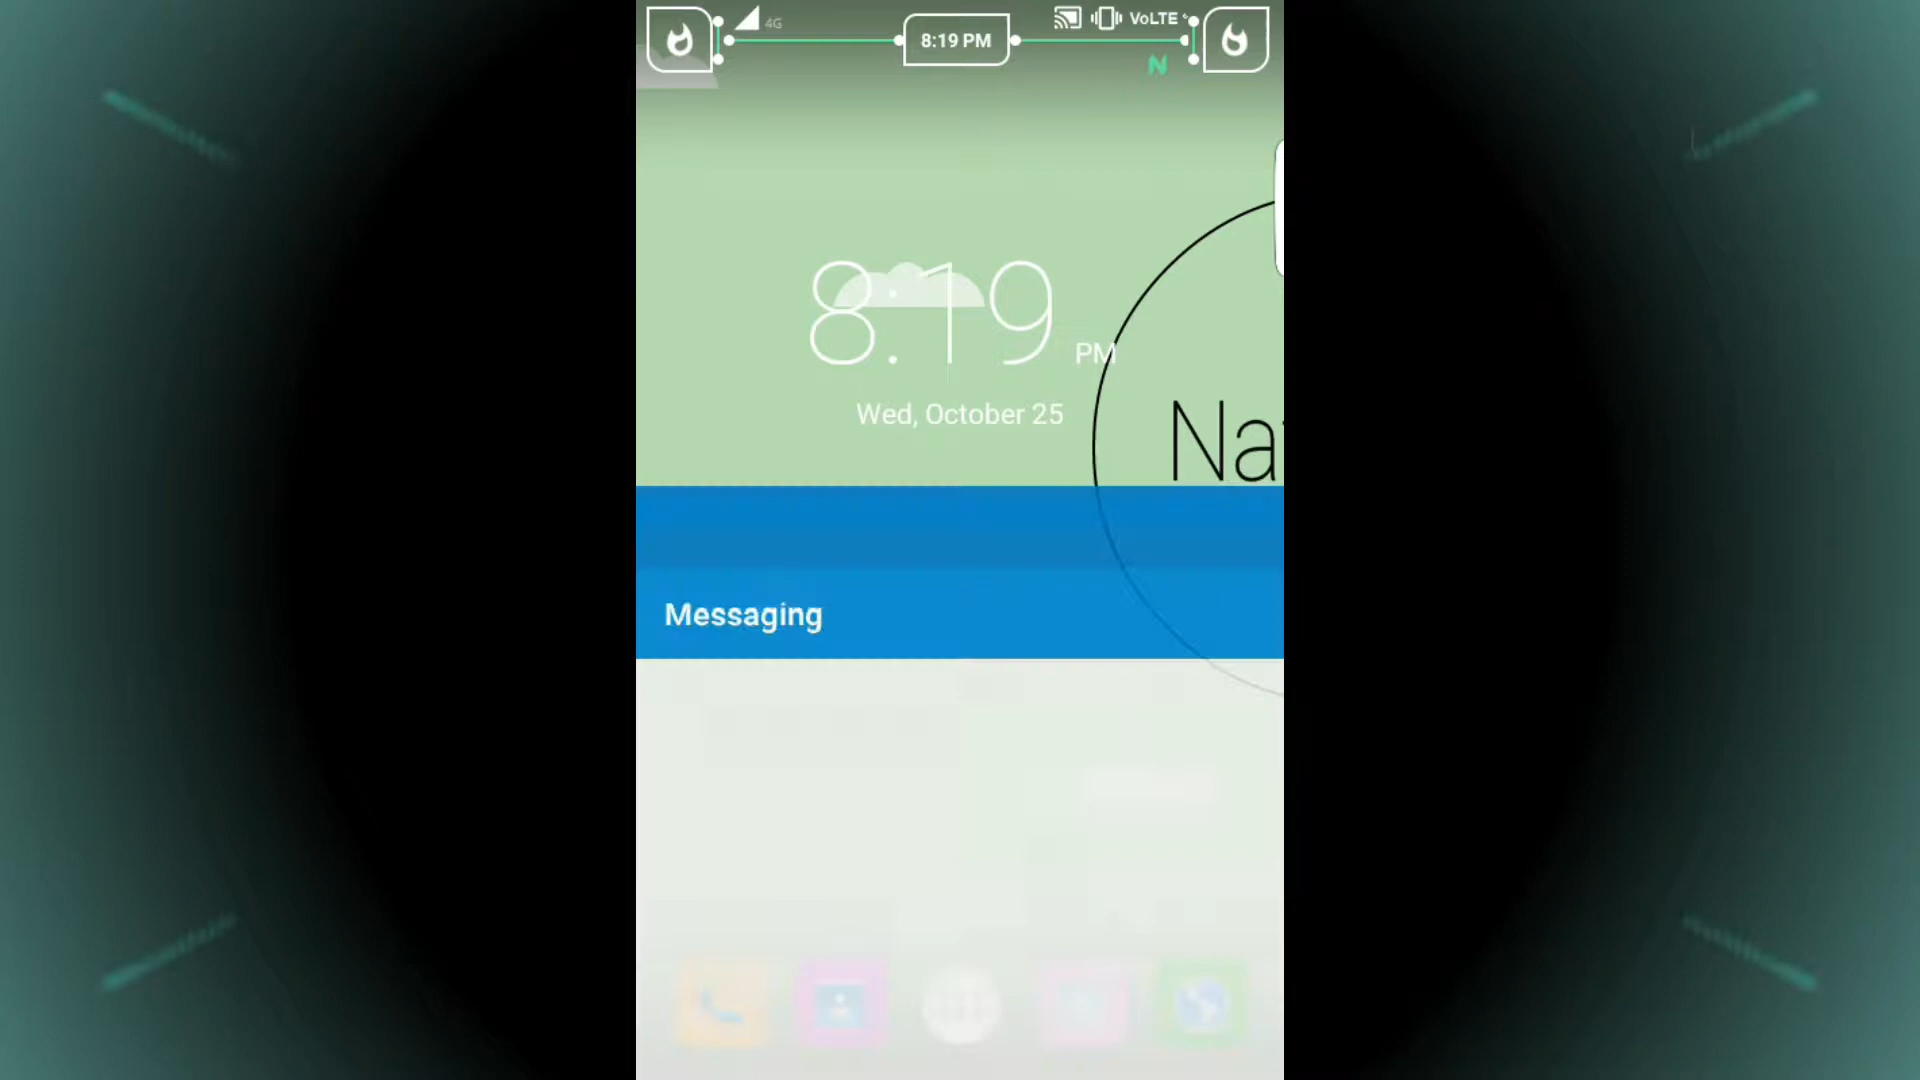 4G
8:19 PM
VoLTE
N
8:19 PM
Wed, October 25
Na
Messaging